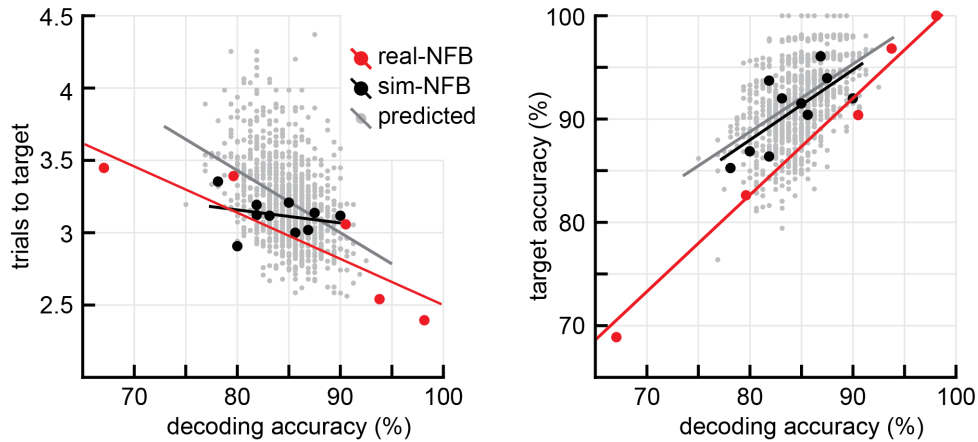 4.5
4
3.5
3
2.5
trials to target
70
80
90
100
decoding accuracy (%)
real-NFB
sim-NFB
predicted
100
90
80
70
target accuracy (%)
70
80
90
100
decoding accuracy (%)